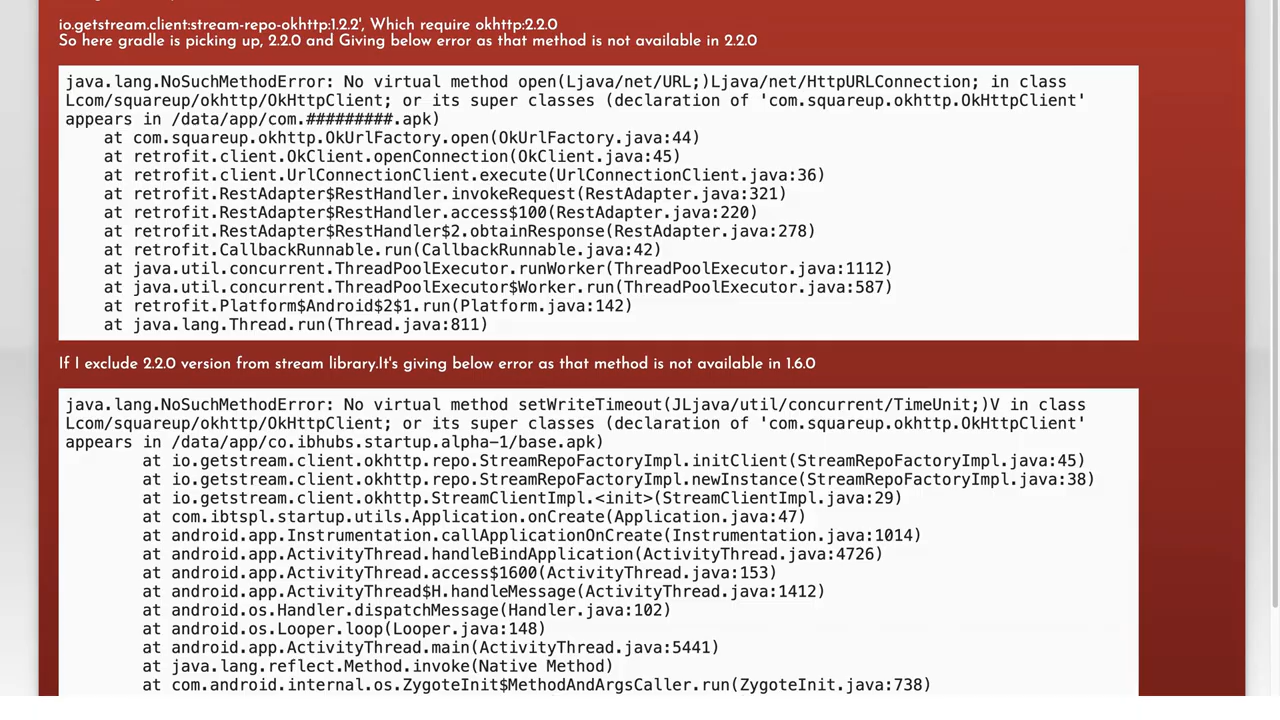 io.getstream.client:stream-repo-okhttp:1.2.2', Which require okhttp:2.2.0
So here gradle is picking up, 2.2.0 and Giving below error as that method is not available in 2.2.0
java.lang.NoSuchMethodError: No virtual method open(Ljava/net/URL;)Ljava/net/HttpURLConnection; in class
Lcom/squareup/okhttp/OkHttpClient; or its super classes (declaration of 'com.squareup.okhttp.OkHttpClient'
appears in /data/app/com.#########.apk)
at com.squareup.okhttp.OkUrlFactory.open(OkUrlFactory.java:44)
at retrofit.client.OkClient.openConnection(OkClient.java:45)
at retrofit.client.UrlConnectionClient.execute(UrlConnectionClient.java:36)
at retrofit.RestAdapter$RestHandler.invokeRequest(RestAdapter.java:321)
at retrofit.RestAdapter$RestHandler.access$100(RestAdapter.java:220)
at retrofit.RestAdapter$RestHandler$2.obtainResponse(RestAdapter.java:278)
at retrofit.CallbackRunnable.run(CallbackRunnable.java:42)
at java.util.concurrent.ThreadPoolExecutor.runWorker(ThreadPoolExecutor.java:1112)
at java.util.concurrent.ThreadPoolExecutor$Worker.run(ThreadPoolExecutor.java:587)
at retrofit.Platform$Android$2$1.run(Platform.java:142)
at java.lang.Thread.run(Thread.java:811)
If I exclude 2.2.0 version from stream library.It's giving below error as that method is not available in 1.6.0
java.lang.NoSuchMethodError: No virtual method setWriteTimeout(JLjava/util/concurrent/TimeUnit;)V in class
Lcom/squareup/okhttp/OkHttpClient; or its super classes (declaration of 'com.squareup.okhttp.OkHttpClient'
appears in /data/app/co.ibhubs.startup.alpha-1/base.apk)
at io.getstream.client.okhttp.repo.StreamRepoFactoryImpl.initClient(StreamRepoFactoryImpl.java:45)
at io.getstream.client.okhttp.repo.StreamRepoFactoryImpl.newInstance(StreamRepoFactoryImpl.java:38)
at io.getstream.client.okhttp.StreamClientImpl.<init>(StreamClientImpl.java:29)
at com.ibtspl.startup.utils.Application.onCreate(Application.java:47)
at android.app.Instrumentation.callApplicationOnCreate(Instrumentation.java:1014)
at android.app.ActivityThread.handleBindApplication(ActivityThread.java:4726)
at android.app.ActivityThread.access$1600(ActivityThread.java:153)
at android.app.ActivityThread$H.handleMessage(ActivityThread.java:1412)
at android.os.Handler.dispatchMessage(Handler.java:102)
at android.os.Looper.loop(Looper.java:148)
at android.app.ActivityThread.main(ActivityThread.java:5441)
at java.lang.reflect.Method.invoke(Native Method)
at com.android.internal.os.ZygoteInit$MethodAndArgsCaller.run(ZygoteInit.java:738)